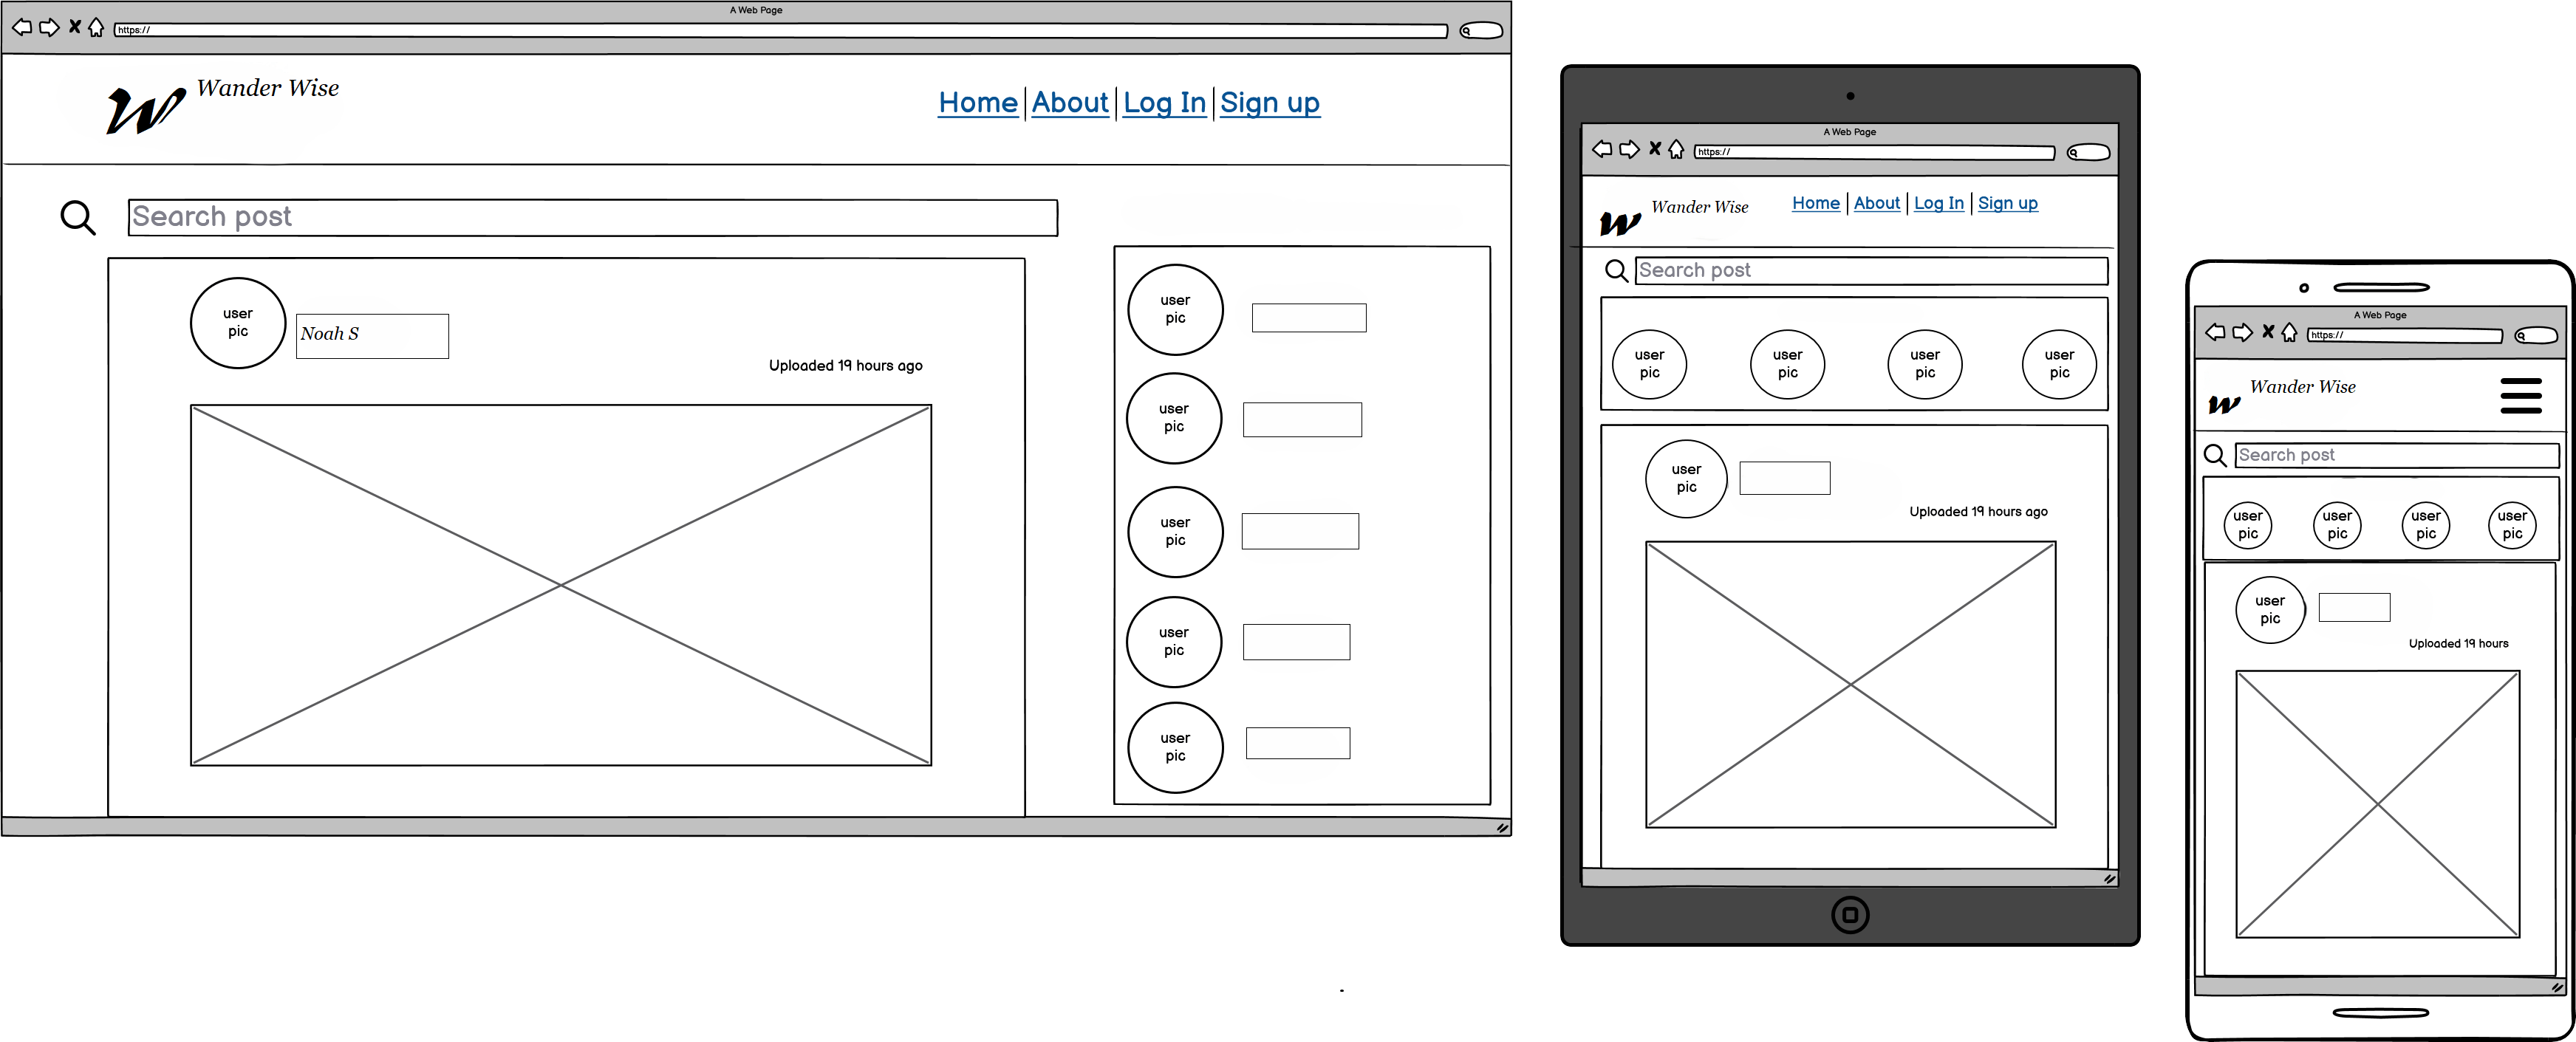 A Web Page
https://
W Wander Wise
Home About Log In Sign up
Search post
user
pic
Noah S
Uploaded 19 hours ago
user
pic
user
pic
user
pic
user
pic
user
pic
A Web Page
https://
W Wander Wise
Home About Log In Sign up
Search post
user
pic
user
pic
user
pic
user
pic
user
pic
Uploaded 19 hours ago
A Web Page
https://
W Wander Wise
Search post
user
pic
user
pic
user
pic
user
pic
user
pic
Uploaded 19 hours